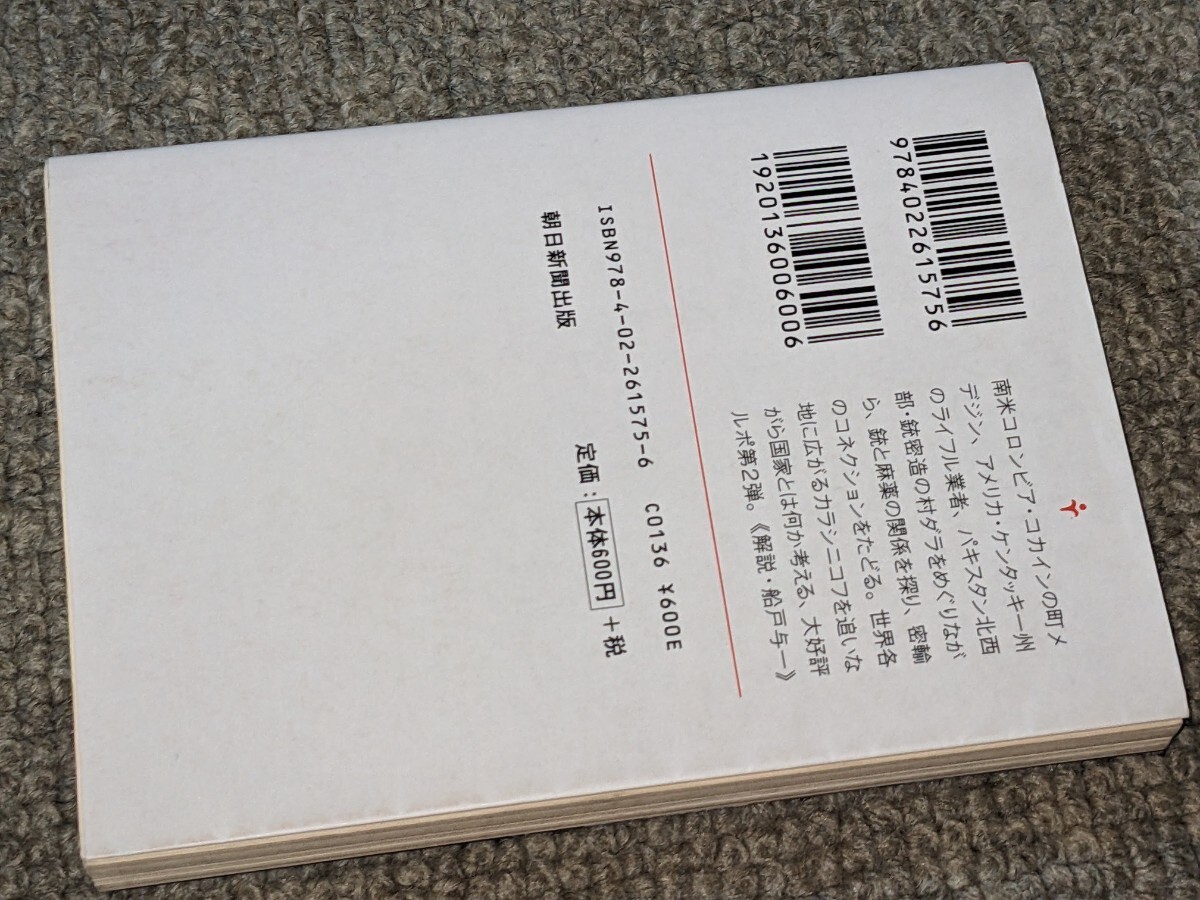 9784022615756
1920136006006
南米コロンビア・コカインの町メ
デジン、アメリカ・ケンタッキー州
のライフル業者、パキスタン北西
部・銃密造の村ダラをめぐりなが
ら、銃と麻薬の関係を探り、密輸
のコネクションをたどる。世界各
地に広がるカラシニコフを追いな
がら国家とは何か考える、大好評
ルポ第2弾。《解説・船戸与一》
ISBN978-4-02-261575-6 C0136 ¥600E
朝日新聞出版 定価:本体600円+税